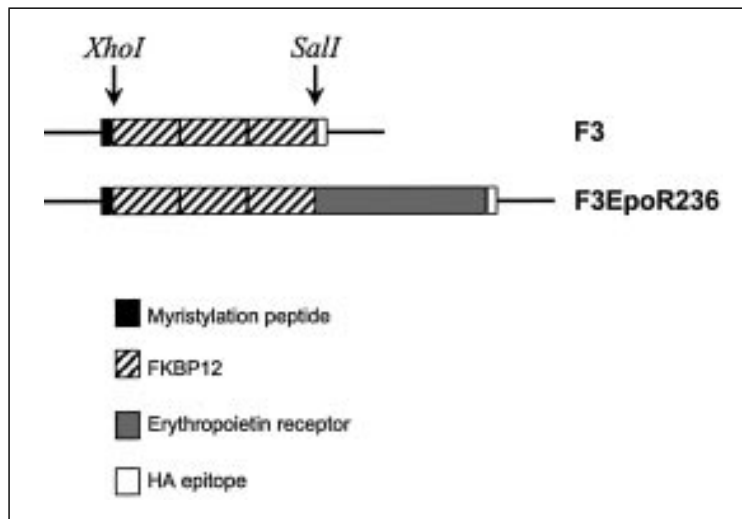 XhoI SalI
F3
F3EpoR236
Myristylation peptide
FKBP12
Erythropoietin receptor
HA epitope